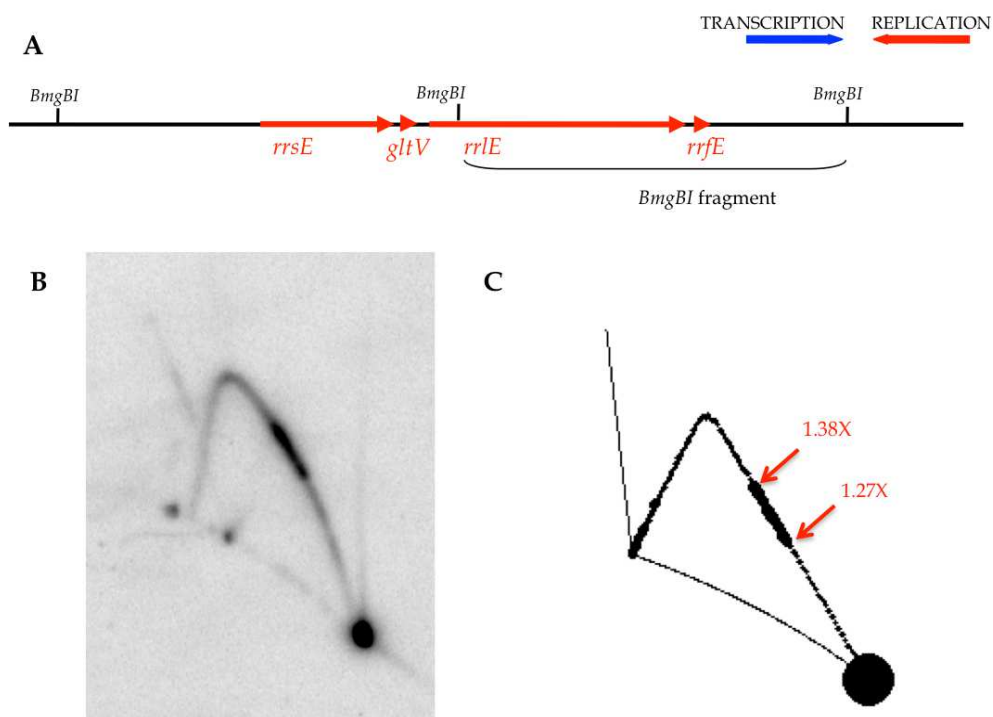 TRANSCRIPTION REPLICATION
A
BmgBI BmgBI BmgBI
rrsE gltV rrlE rrfE
BmgBI fragment
B C
1.38X
1.27X